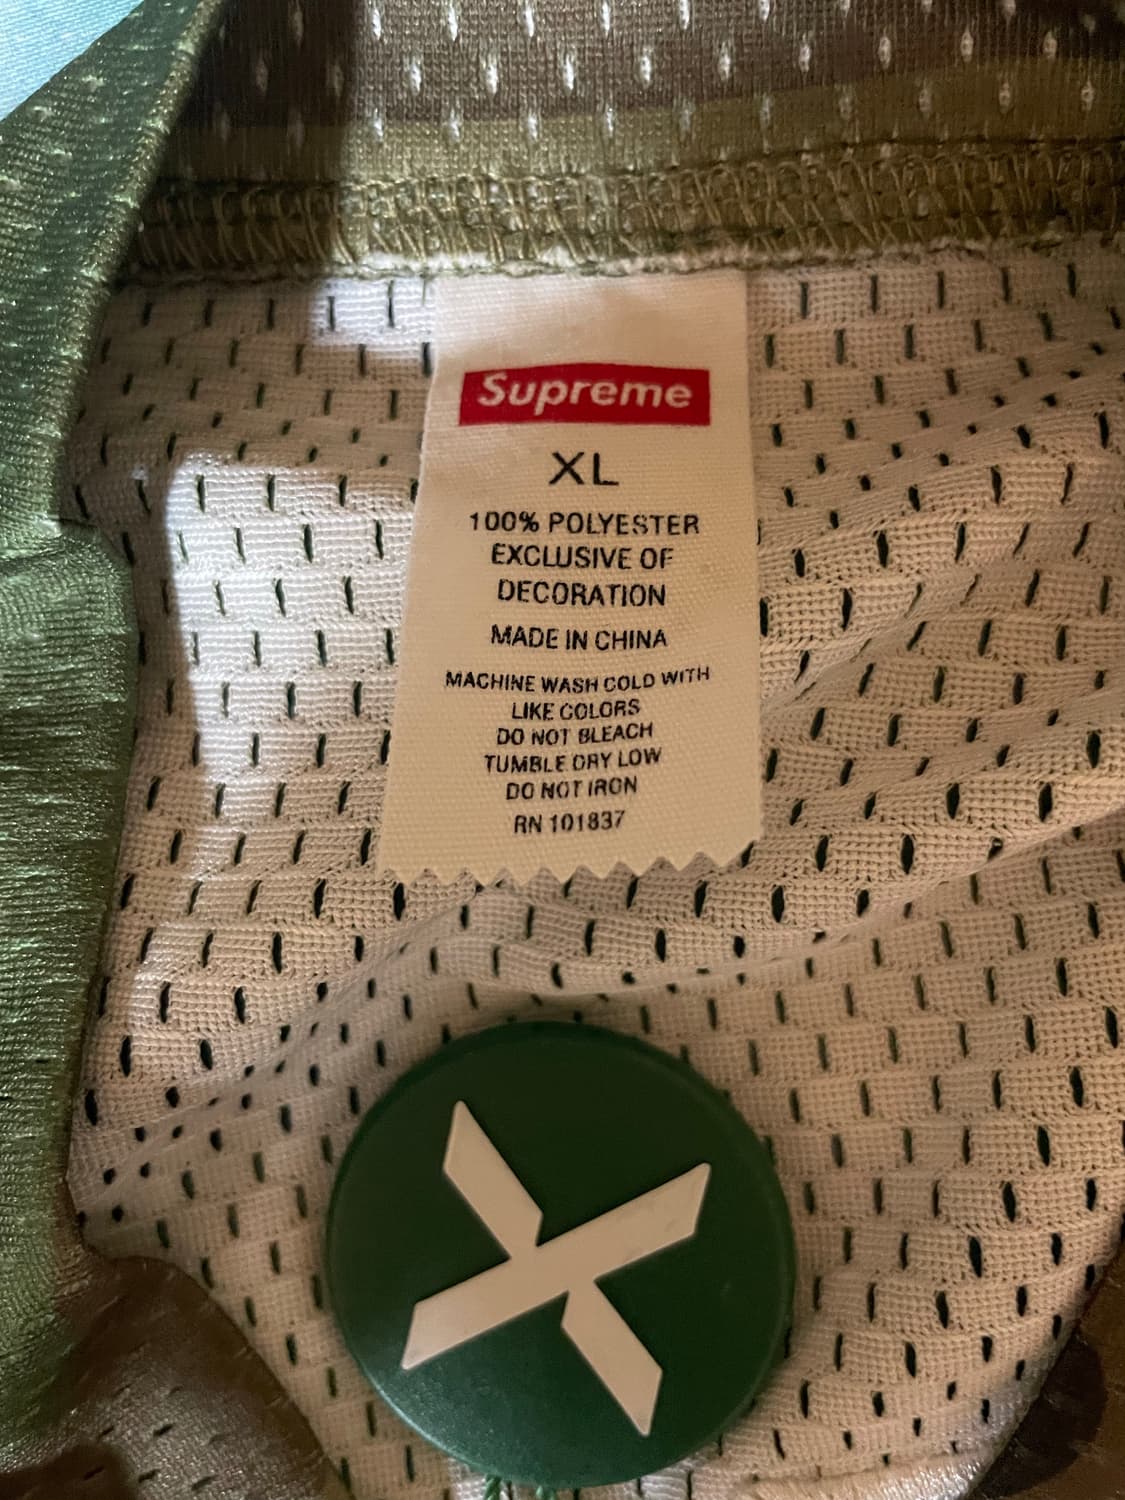 Supreme
XL
100% POLYESTER
EXCLUSIVE OF
DECORATION
MADE IN CHINA
MACHINE WASH COLD WITH
LIKE COLORS
DO NOT BLEACH
TUMBLE DRY LOW
DO NOT IRON
RN 101837
X